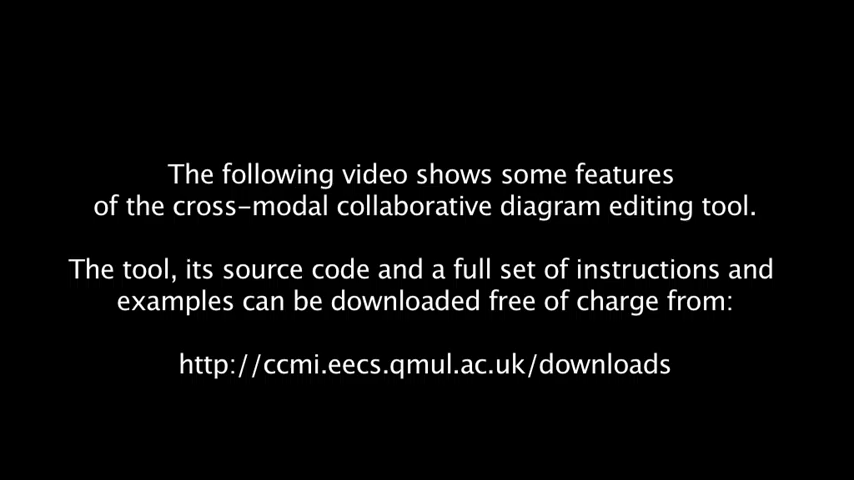 The following video shows some features
of the cross-modal collaborative diagram editing tool.
The tool, its source code and a full set of instructions and
examples can be downloaded free of charge from:
http://ccmi.eecs.qmul.ac.uk/downloads